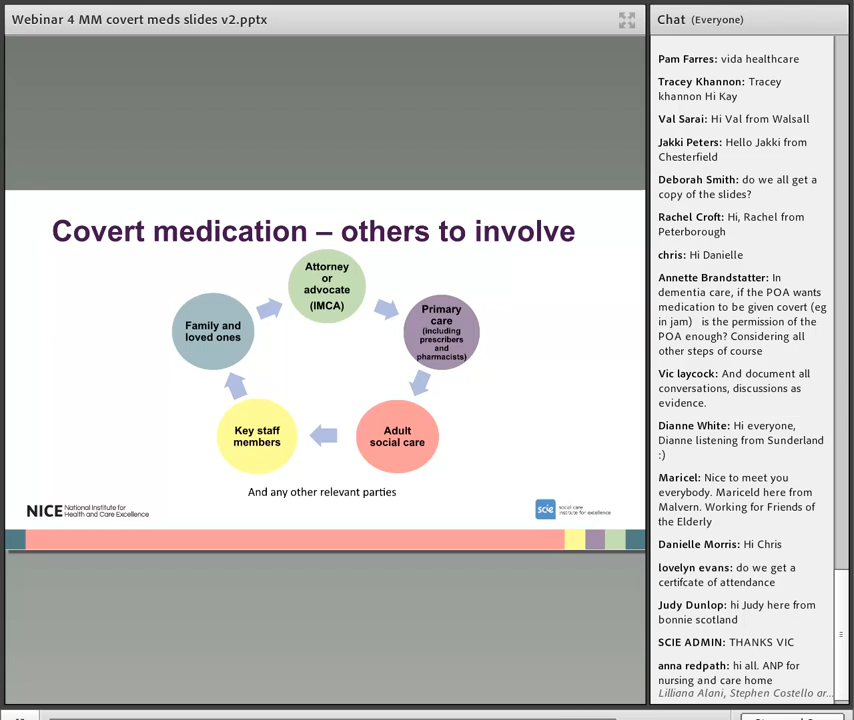 Webinar 4 MM covert meds slides v2.pptx
Covert medication – others to involve
Attorney
or
advocate
(IMCA)
Primary
care
(including
prescribers
and
pharmacists)
Adult
social care
Key staff
members
Family and
loved ones
And any other relevant parties
NICE National Institute for
Health and Care Excellence
scie social care
institute for excellence
Chat (Everyone)
Pam Farres: vida healthcare
Tracey Khannon: Tracey
khannon Hi Kay
Val Sarai: Hi Val from Walsall
Jakki Peters: Hello Jakki from
Chesterfield
Deborah Smith: do we all get a
copy of the slides?
Rachel Croft: Hi, Rachel from
Peterborough
chris: Hi Danielle
Annette Brandstatter: In
dementia care, if the POA wants
medication to be given covert (eg
in jam) is the permission of the
POA enough? Considering all
other steps of course
Vic laycock: And document all
conversations, discussions as
evidence.
Dianne White: Hi everyone,
Dianne listening from Sunderland
:)
Maricel: Nice to meet you
everybody. Mariceld here from
Malvern. Working for Friends of
the Elderly
Danielle Morris: Hi Chris
lovelyn evans: do we get a
certifcate of attendance
Judy Dunlop: hi Judy here from
bonnie scotland
SCIE ADMIN: THANKS VIC
anna redpath: hi all. ANP for
nursing and care home
Lilliana Alani, Stephen Costello ar...